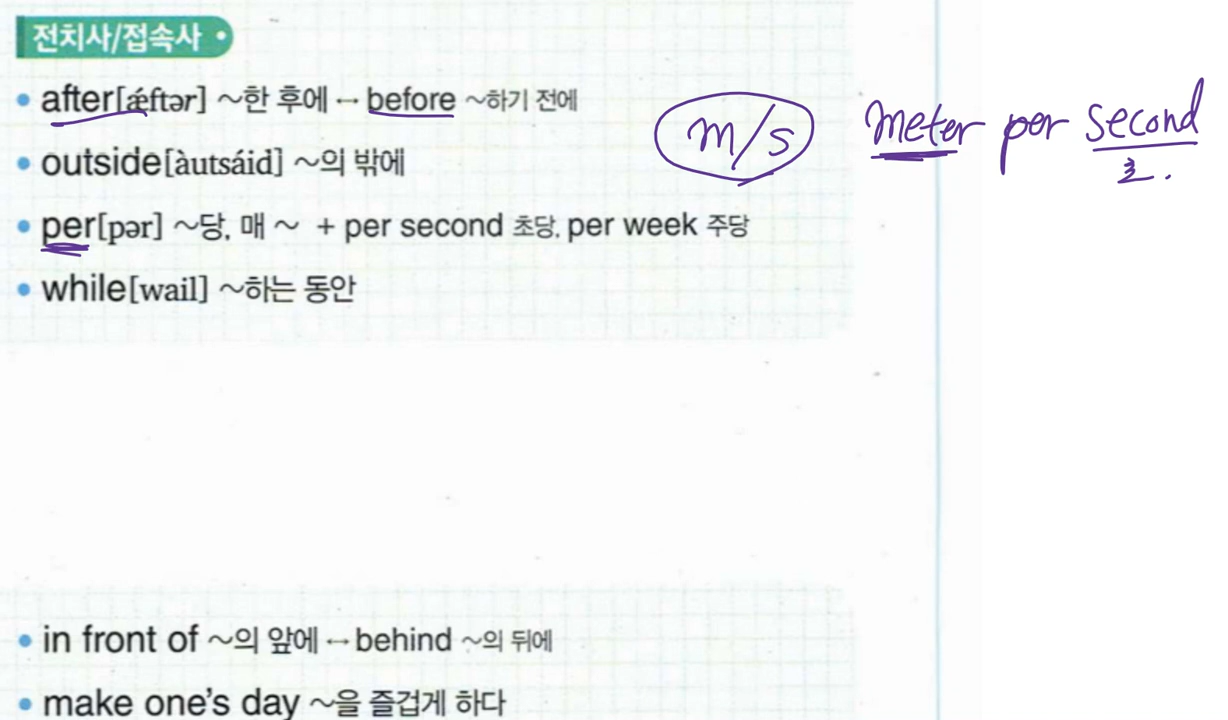 전치사/접속사
after[ǽftər] ~한 후에 ↔ before ~하기 전에
m/s meter per second
초.
outside[àutsáid] ~의 밖에
per[pər] ~당, 매 ~ + per second 초당, per week 주당
while[wail] ~하는 동안
in front of ~의 앞에 ↔ behind ~의 뒤에
make one's day ~을 즐겁게 하다